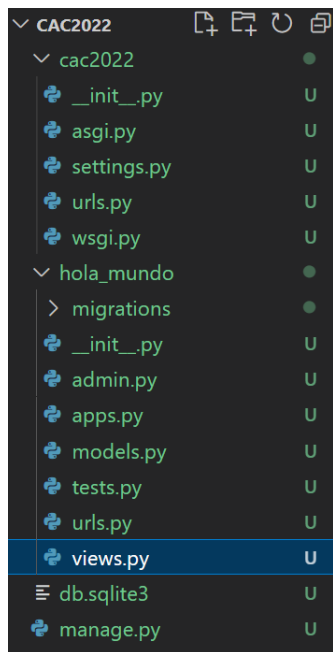 CAC2022
cac2022
__init__.py U
asgi.py U
settings.py U
urls.py U
wsgi.py U
hola_mundo
migrations
__init__.py U
admin.py U
apps.py U
models.py U
tests.py U
urls.py U
views.py U
db.sqlite3 U
manage.py U